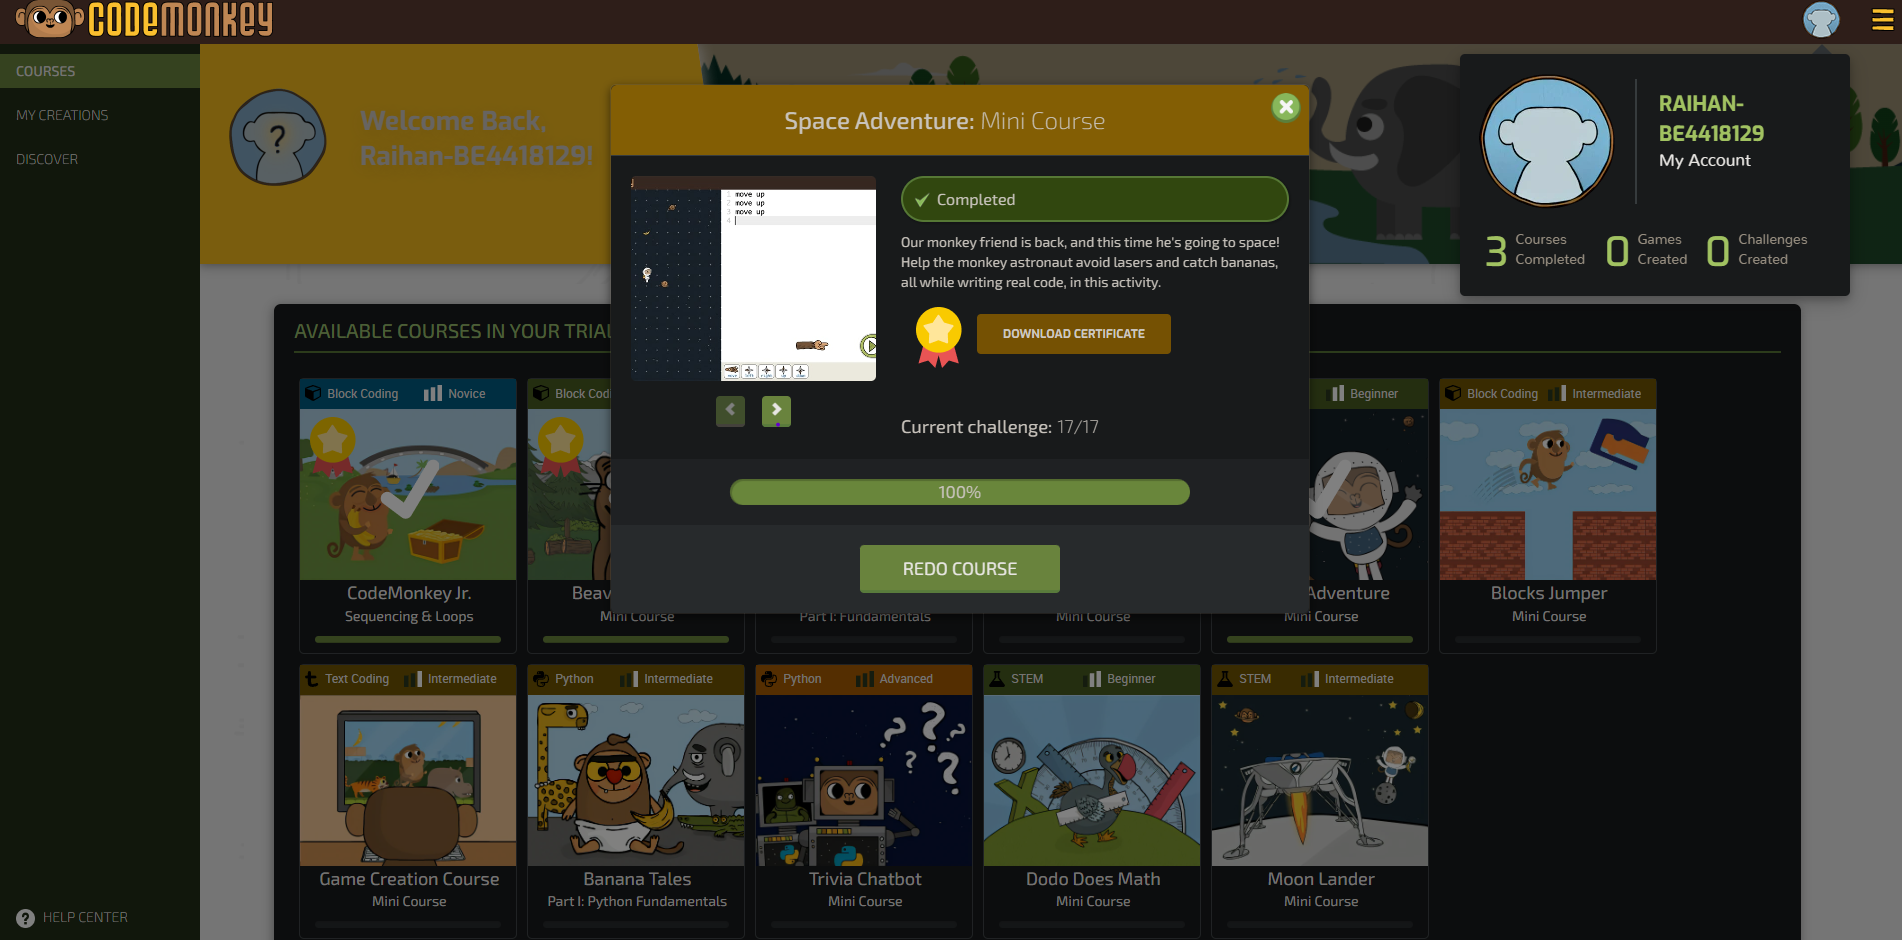 CODEMONKEY
COURSES
MY CREATIONS
DISCOVER
HELP CENTER
Welcome Back,
Raihan-BE4418129!
RAIHAN-
BE4418129
My Account
3 Courses Completed
0 Games Created
0 Challenges Created
Space Adventure: Mini Course
1 move up
2 move up
3 move up
4
Completed
Our monkey friend is back, and this time he's going to space!
Help the monkey astronaut avoid lasers and catch bananas,
all while writing real code, in this activity.
DOWNLOAD CERTIFICATE
Current challenge: 17/17
100%
REDO COURSE
AVAILABLE COURSES IN YOUR TRIAL
Block Coding Novice
CodeMonkey Jr.
Sequencing & Loops
Block Codi
Beav
Mini Course
Part I: Fundamentals
Mini Course
Beginner
Adventure
Mini Course
Block Coding Intermediate
Blocks Jumper
Mini Course
Text Coding Intermediate
Game Creation Course
Mini Course
Python Intermediate
Banana Tales
Part I: Python Fundamentals
Python Advanced
Trivia Chatbot
Mini Course
STEM Beginner
Dodo Does Math
Mini Course
STEM Intermediate
Moon Lander
Mini Course